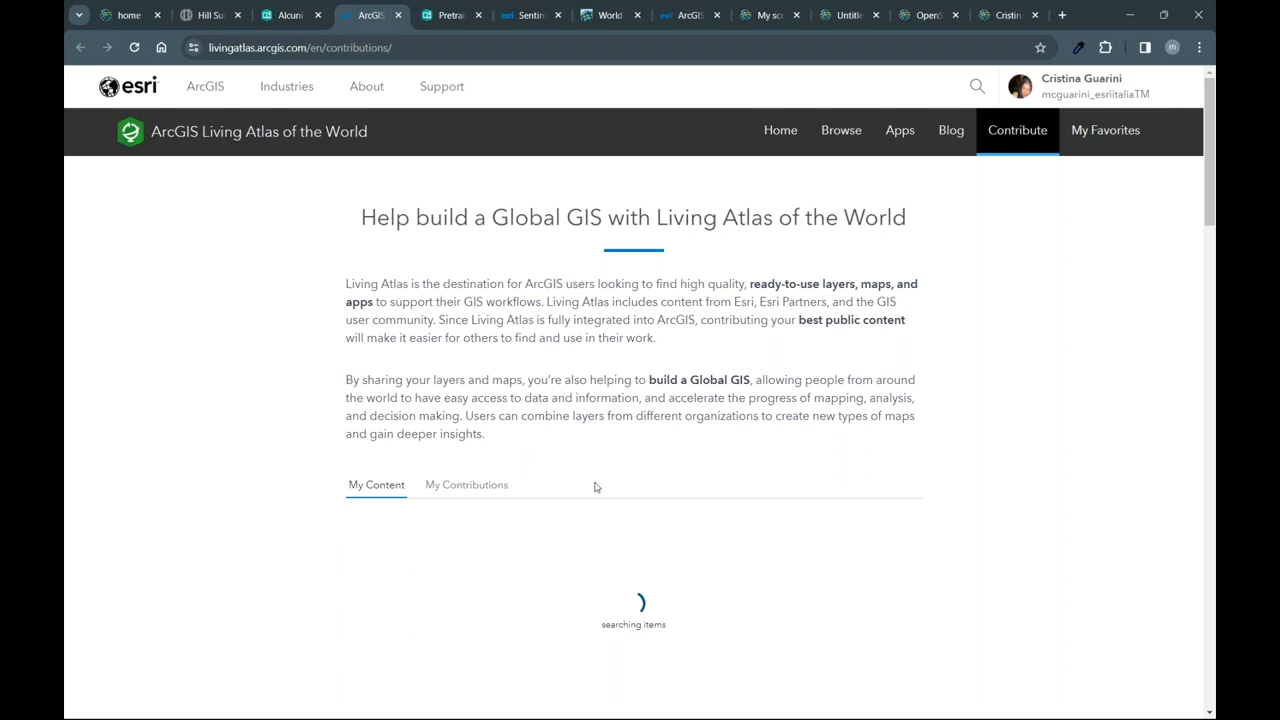 home
Hill Su
Alcuni
ArcGIS
Pretrai
esri Sentin
World
esri ArcGIS
My sc
Untitle
OpenS
Cristin
livingatlas.arcgis.com/en/contributions/
m
esri
ArcGIS
Industries
About
Support
Cristina Guarini
mcguarini_esriitaliaTM
ArcGIS Living Atlas of the World
Home
Browse
Apps
Blog
Contribute
My Favorites
Help build a Global GIS with Living Atlas of the World
Living Atlas is the destination for ArcGIS users looking to find high quality, ready-to-use layers, maps, and
apps to support their GIS workflows. Living Atlas includes content from Esri, Esri Partners, and the GIS
user community. Since Living Atlas is fully integrated into ArcGIS, contributing your best public content
will make it easier for others to find and use in their work.
By sharing your layers and maps, you're also helping to build a Global GIS, allowing people from around
the world to have easy access to data and information, and accelerate the progress of mapping, analysis,
and decision making. Users can combine layers from different organizations to create new types of maps
and gain deeper insights.
My Content
My Contributions
searching items